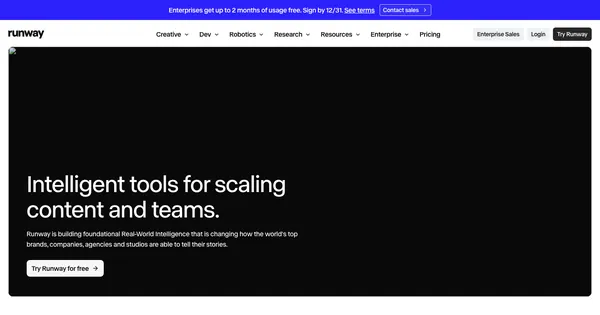 Enterprises get up to 2 months of usage free. Sign by 12/31. See terms Contact sales
runway Creative Dev Robotics Research Resources Enterprise Pricing Enterprise Sales Login Try Runway
Intelligent tools for scaling
content and teams.
Runway is building foundational Real-World Intelligence that is changing how the world's top
brands, companies, agencies and studios are able to tell their stories.
Try Runway for free →